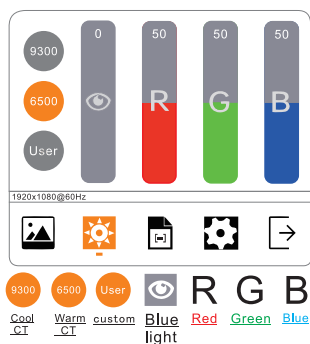 0 50 50 50
9300
6500 R G B
User
1920x1080@60Hz
[-]
9300 6500 User R G B
Cool CT Warm CT custom Blue light Red Green Blue